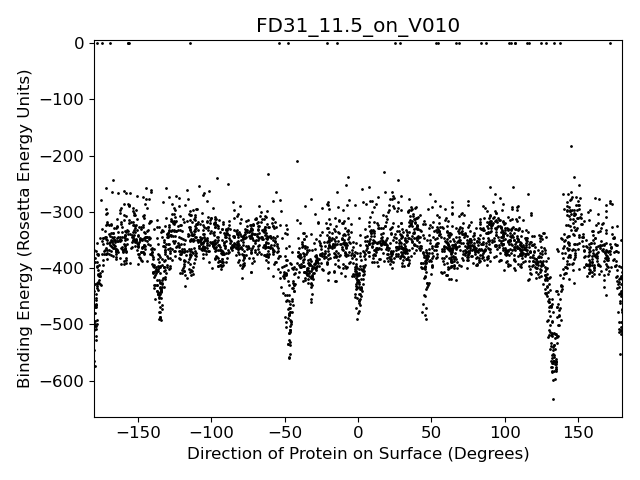 FD31_11.5_on_V010
Binding Energy (Rosetta Energy Units)
0
−100
−200
−300
−400
−500
−600
−150 −100 −50 0 50 100 150
Direction of Protein on Surface (Degrees)